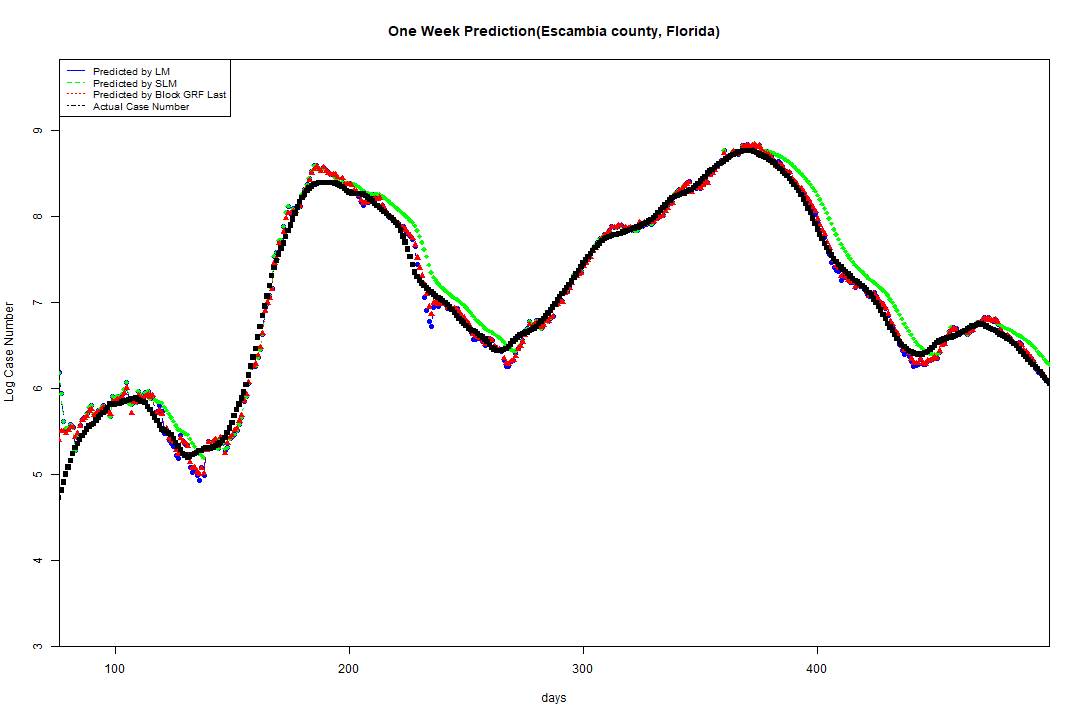 One Week Prediction(Escambia county, Florida)
Predicted by LM
Predicted by SLM
Predicted by Block GRF Last
Actual Case Number
9
8
7
6
5
4
3
Log Case Number
100 200 300 400
days